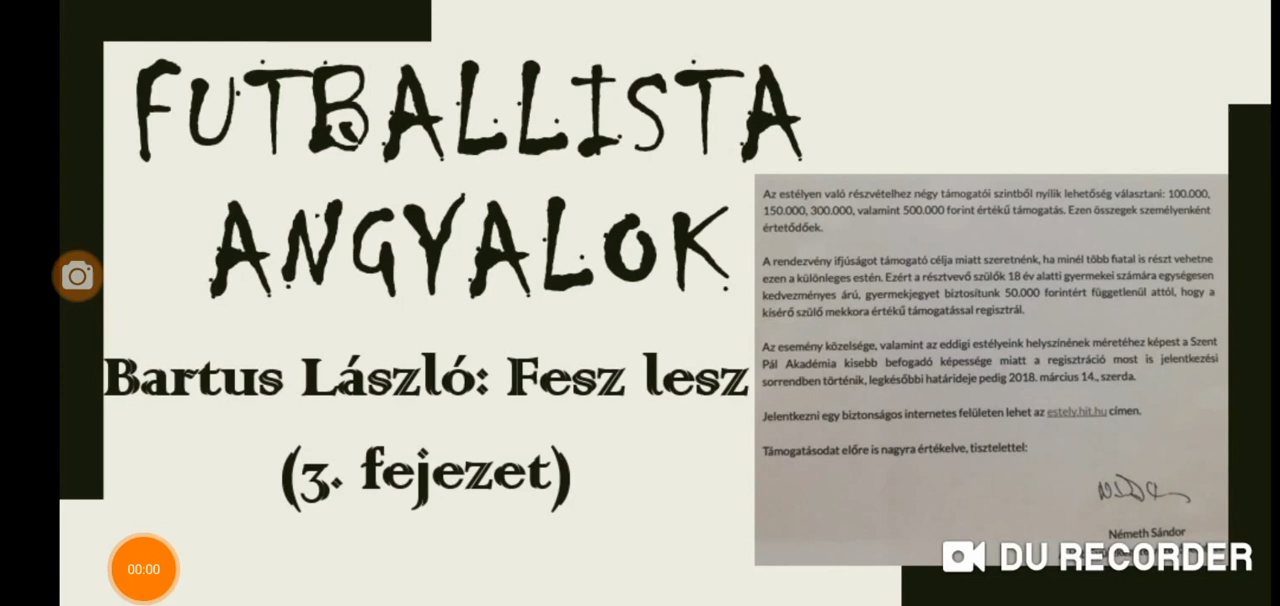 FUTBALLISTA
ANGYALOK
Bartus László: Fesz lesz
(3. fejezet)
Az estélyen való részvételhez négy támogatói szintből nyílik lehetőség választani: 100.000,
150.000, 300.000, valamint 500.000 forint értékű támogatás. Ezen összegek személyenként
értetődőek.
A rendezvény ifjúságot támogató célja miatt szeretnénk, ha minél több fiatal is részt vehetne
ezen a különleges estén. Ezért a résztvevő szülők 18 év alatti gyermekei számára egységesen
kedvezményes árú, gyermekjegyet biztosítunk 50.000 forintért függetlenül attól, hogy a
kísérő szülő mekkora értékű támogatással regisztrál.
Az esemény közelsége, valamint az eddigi estélyeink helyszínének méretéhez képest a Szent
Pál Akadémia kisebb befogadó képessége miatt a regisztráció most is jelentkezési
sorrendben történik, legkésőbbi határideje pedig 2018. március 14., szerda.
Jelentkezni egy biztonságos internetes felületen lehet az estely.hit.hu címen.
Támogatásodat előre is nagyra értékelve, tisztelettel:
Németh Sándor
DU RECORDER
00:00